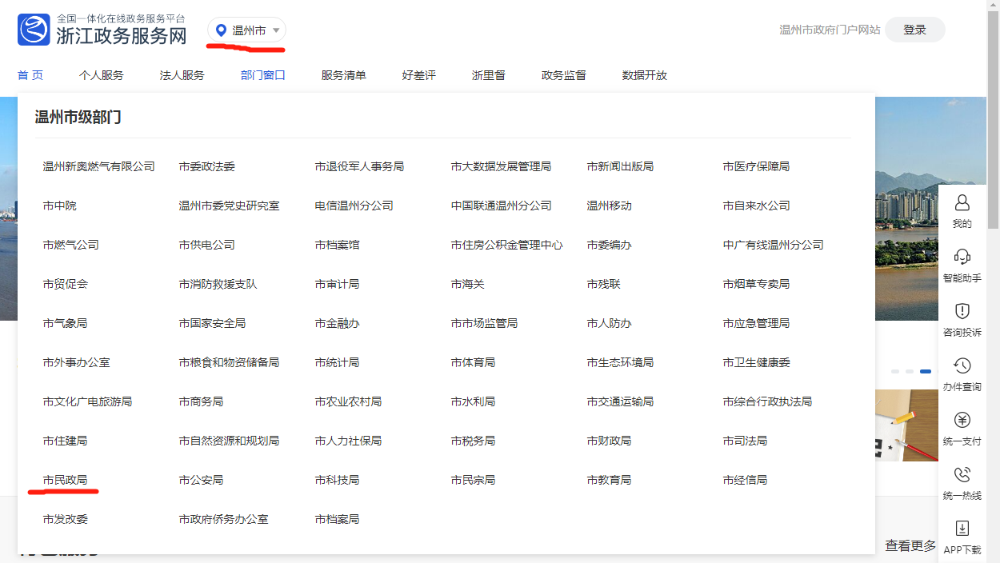 全国一体化在线政务服务平台
浙江政务服务网
温州市
温州市政府门户网站
登录
首页 个人服务 法人服务 部门窗口 服务清单 好差评 浙里督 政务监督 数据开放
温州市级部门
温州新奥燃气有限公司 市委政法委 市退役军人事务局 市大数据发展管理局 市新闻出版局 市医疗保障局
市中院 温州市委党史研究室 电信温州分公司 中国联通温州分公司 温州移动 市自来水公司
市燃气公司 市供电公司 市档案馆 市住房公积金管理中心 市委编办 中广有线温州分公司
市贸促会 市消防救援支队 市审计局 市海关 市残联 市烟草专卖局
市气象局 市国家安全局 市金融办 市市场监管局 市人防办 市应急管理局
市外事办公室 市粮食和物资储备局 市统计局 市体育局 市生态环境局 市卫生健康委
市文化广电旅游局 市商务局 市农业农村局 市水利局 市交通运输局 市综合行政执法局
市住建局 市自然资源和规划局 市人力社保局 市税务局 市财政局 市司法局
市民政局 市公安局 市科技局 市民宗局 市教育局 市经信局
市发改委 市政府侨务办公室 市档案局
我的
智能助手
咨询投诉
办件查询
统一支付
统一热线
APP下载
查看更多